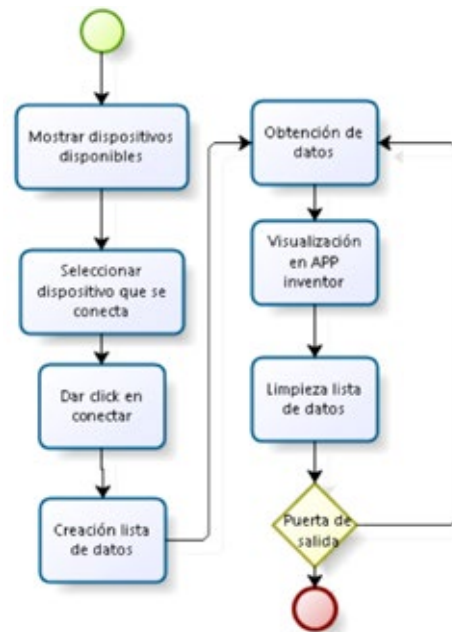 Mostrar dispositivos
disponibles
Seleccionar
dispositivo que se
conecta
Dar click en
conectar
Creación lista
de datos
Obtención de
datos
Visualización
en APP
inventor
Limpieza lista
de datos
Puerta de
salida